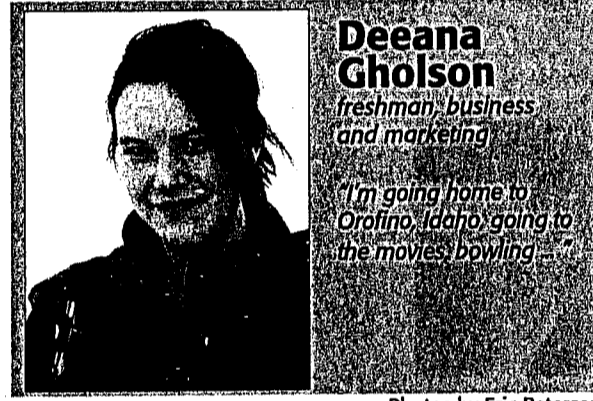 Deeana
Gholson
freshman, business
and marketing
"I'm going home to
Orofino, Idaho, going to
the movies, bowling ... "